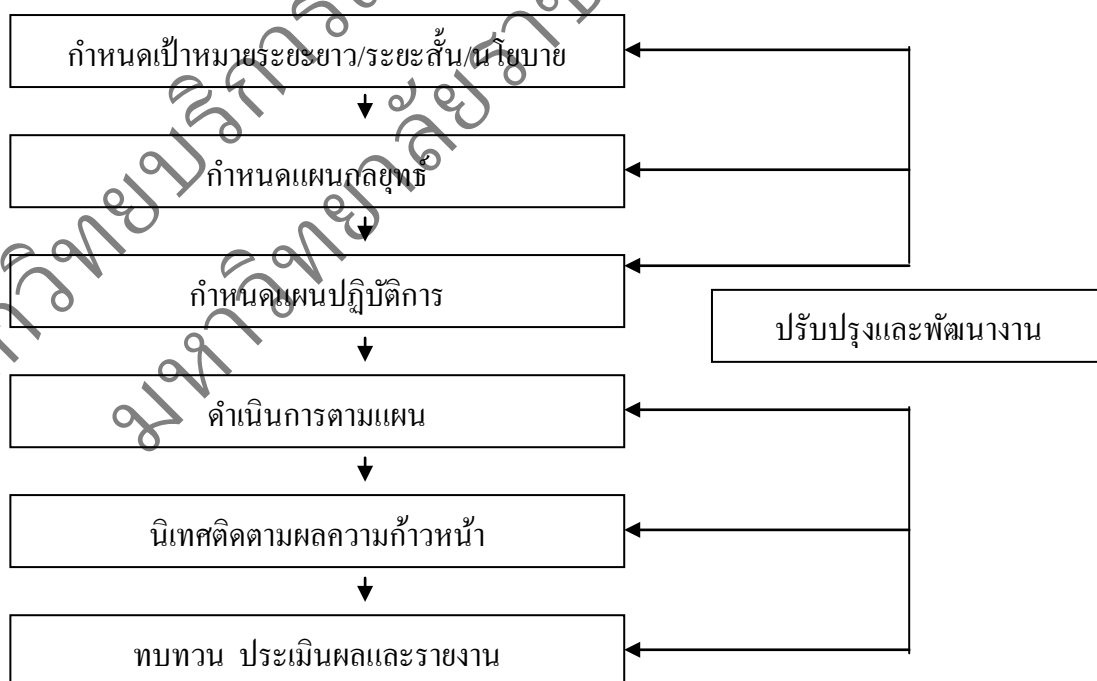 กำหนดเป้าหมายระยะยาว/ระยะสั้น/นโยบาย
กำหนดแผนกลยุทธ์
กำหนดแผนปฏิบัติการ
ปรับปรุงและพัฒนางาน
ดำเนินการตามแผน
นิเทศติดตามผลความก้าวหน้า
ทบทวน ประเมินผลและรายงาน